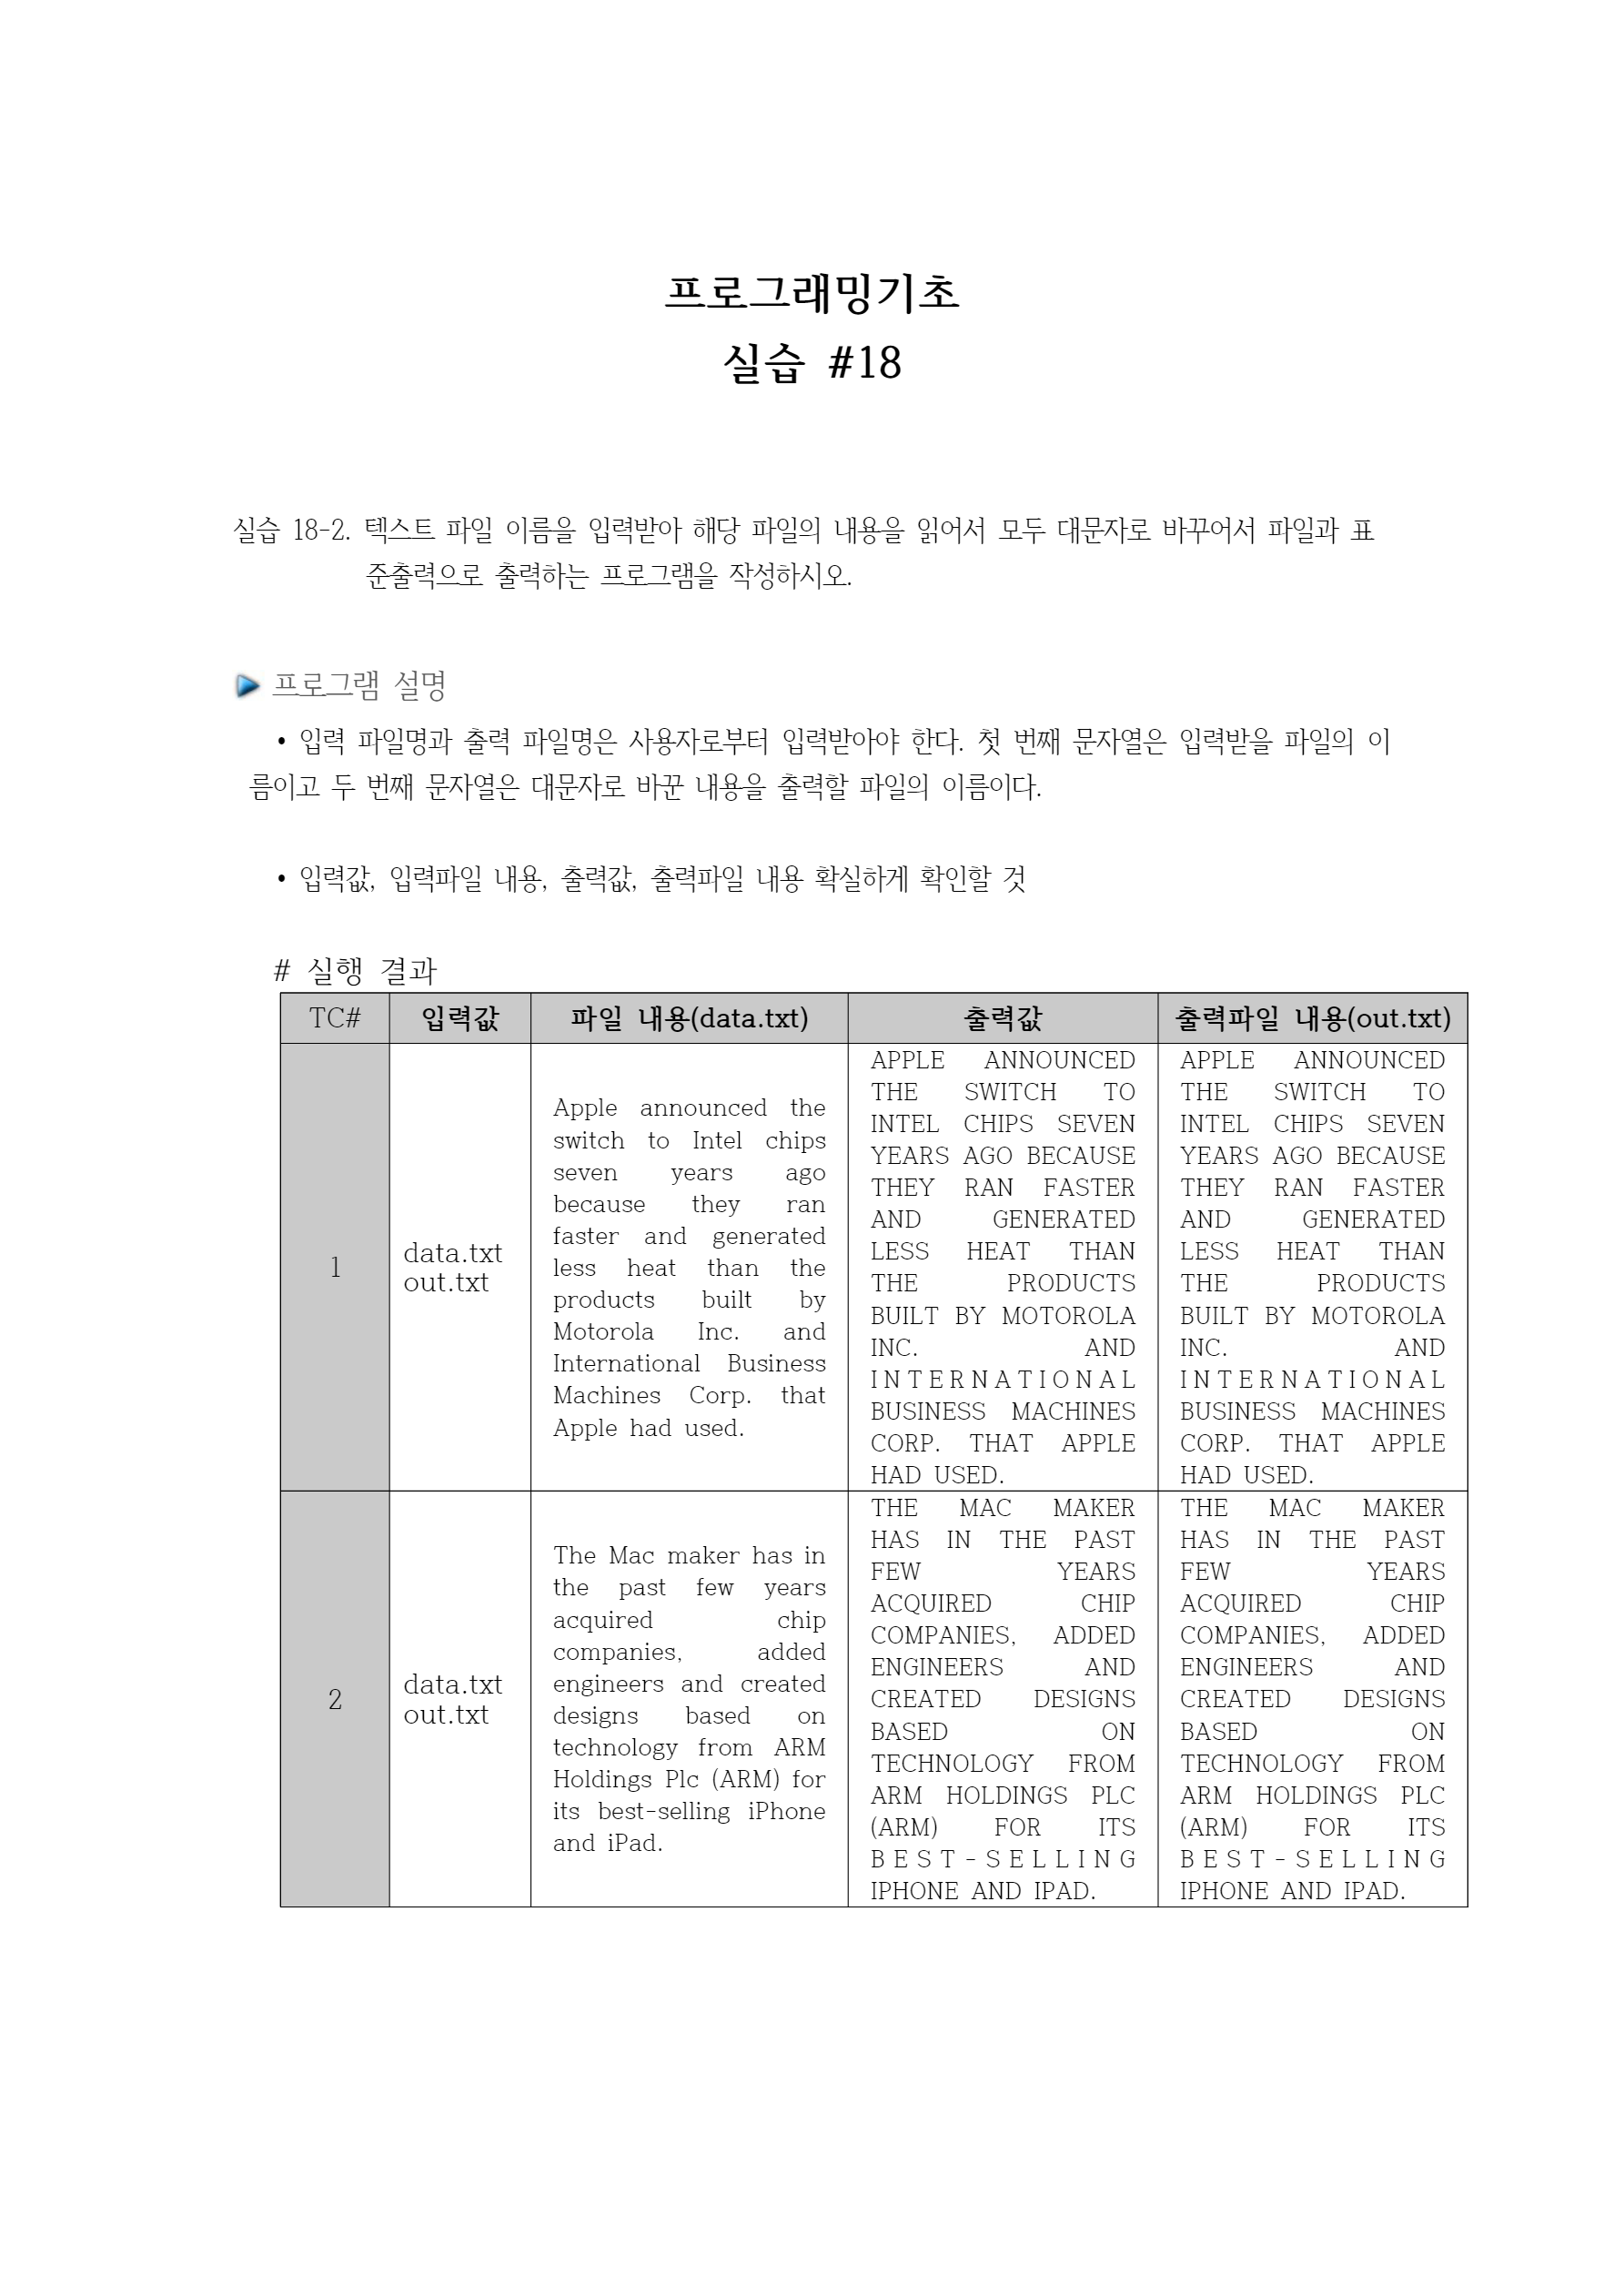 프로그래밍기초
실습 #18
실습 18-2. 텍스트 파일 이름을 입력받아 해당 파일의 내용을 읽어서 모두 대문자로 바꾸어서 파일과 표
준출력으로 출력하는 프로그램을 작성하시오.
프로그램 설명
• 입력 파일명과 출력 파일명은 사용자로부터 입력받아야 한다. 첫 번째 문자열은 입력받을 파일의 이
름이고 두 번째 문자열은 대문자로 바꾼 내용을 출력할 파일의 이름이다.
• 입력값, 입력파일 내용, 출력값, 출력파일 내용 확실하게 확인할 것
# 실행 결과
TC# 입력값 파일 내용(data.txt) 출력값 출력파일 내용(out.txt)
1
data.txt
out.txt
Apple announced the
switch to Intel chips
seven years ago
because they ran
faster and generated
less heat than the
products built by
Motorola Inc. and
International Business
Machines Corp. that
Apple had used.
APPLE ANNOUNCED
THE SWITCH TO
INTEL CHIPS SEVEN
YEARS AGO BECAUSE
THEY RAN FASTER
AND GENERATED
LESS HEAT THAN
THE PRODUCTS
BUILT BY MOTOROLA
INC. AND
INTERNATIONAL
BUSINESS MACHINES
CORP. THAT APPLE
HAD USED.
APPLE ANNOUNCED
THE SWITCH TO
INTEL CHIPS SEVEN
YEARS AGO BECAUSE
THEY RAN FASTER
AND GENERATED
LESS HEAT THAN
THE PRODUCTS
BUILT BY MOTOROLA
INC. AND
INTERNATIONAL
BUSINESS MACHINES
CORP. THAT APPLE
HAD USED.
2
data.txt
out.txt
The Mac maker has in
the past few years
acquired chip
companies, added
engineers and created
designs based on
technology from ARM
Holdings Plc (ARM) for
its best-selling iPhone
and iPad.
THE MAC MAKER
HAS IN THE PAST
FEW YEARS
ACQUIRED CHIP
COMPANIES, ADDED
ENGINEERS AND
CREATED DESIGNS
BASED ON
TECHNOLOGY FROM
ARM HOLDINGS PLC
(ARM) FOR ITS
BEST-SELLING
IPHONE AND IPAD.
THE MAC MAKER
HAS IN THE PAST
FEW YEARS
ACQUIRED CHIP
COMPANIES, ADDED
ENGINEERS AND
CREATED DESIGNS
BASED ON
TECHNOLOGY FROM
ARM HOLDINGS PLC
(ARM) FOR ITS
BEST-SELLING
IPHONE AND IPAD.